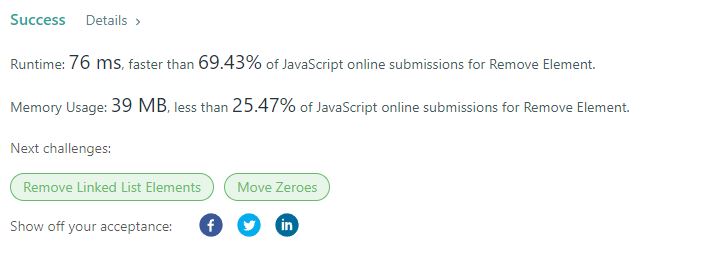 Success Details >
Runtime: 76 ms, faster than 69.43% of JavaScript online submissions for Remove Element.
Memory Usage: 39 MB, less than 25.47% of JavaScript online submissions for Remove Element.
Next challenges:
Remove Linked List Elements Move Zeroes
Show off your acceptance: f in